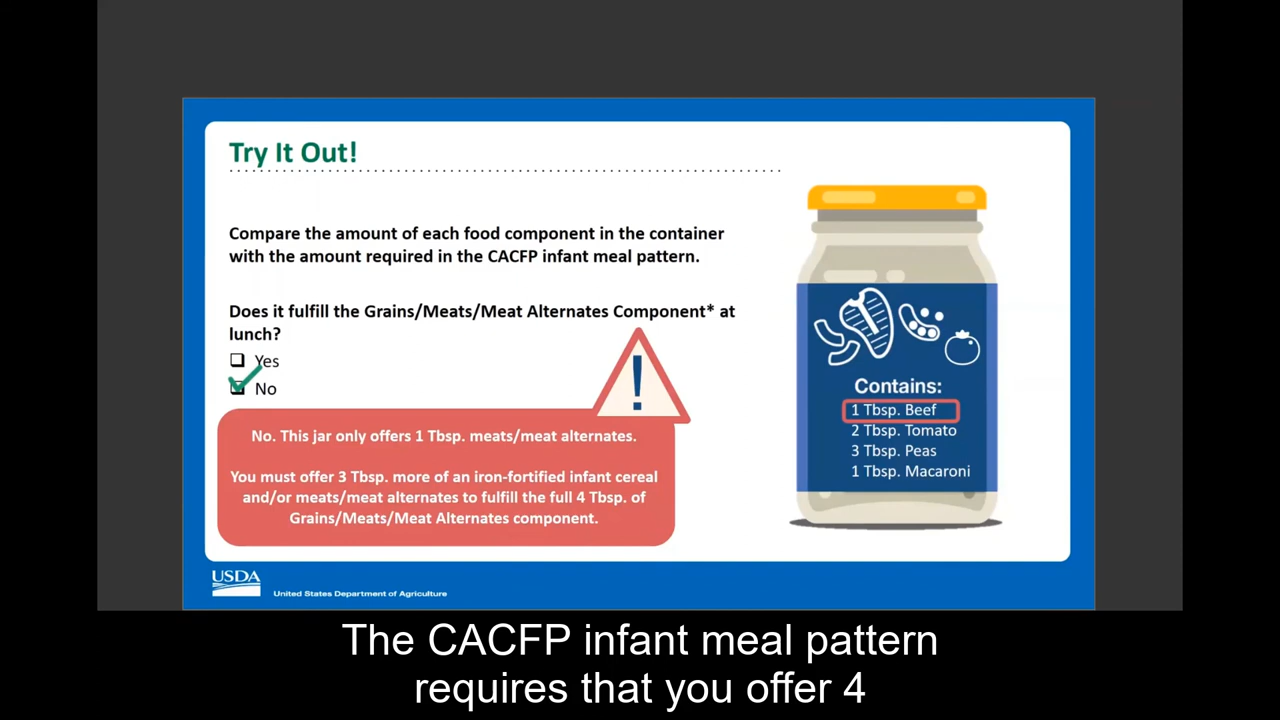 Try It Out!
Compare the amount of each food component in the container
with the amount required in the CACFP infant meal pattern.
Does it fulfill the Grains/Meats/Meat Alternates Component* at
lunch?
Yes
No
No. This jar only offers 1 Tbsp. meats/meat alternates.
You must offer 3 Tbsp. more of an iron-fortified infant cereal
and/or meats/meat alternates to fulfill the full 4 Tbsp. of
Grains/Meats/Meat Alternates component.
!
Contains:
1 Tbsp. Beef
2 Tbsp. Tomato
3 Tbsp. Peas
1 Tbsp. Macaroni
USDA
United States Department of Agriculture
The CACFP infant meal pattern
requires that you offer 4